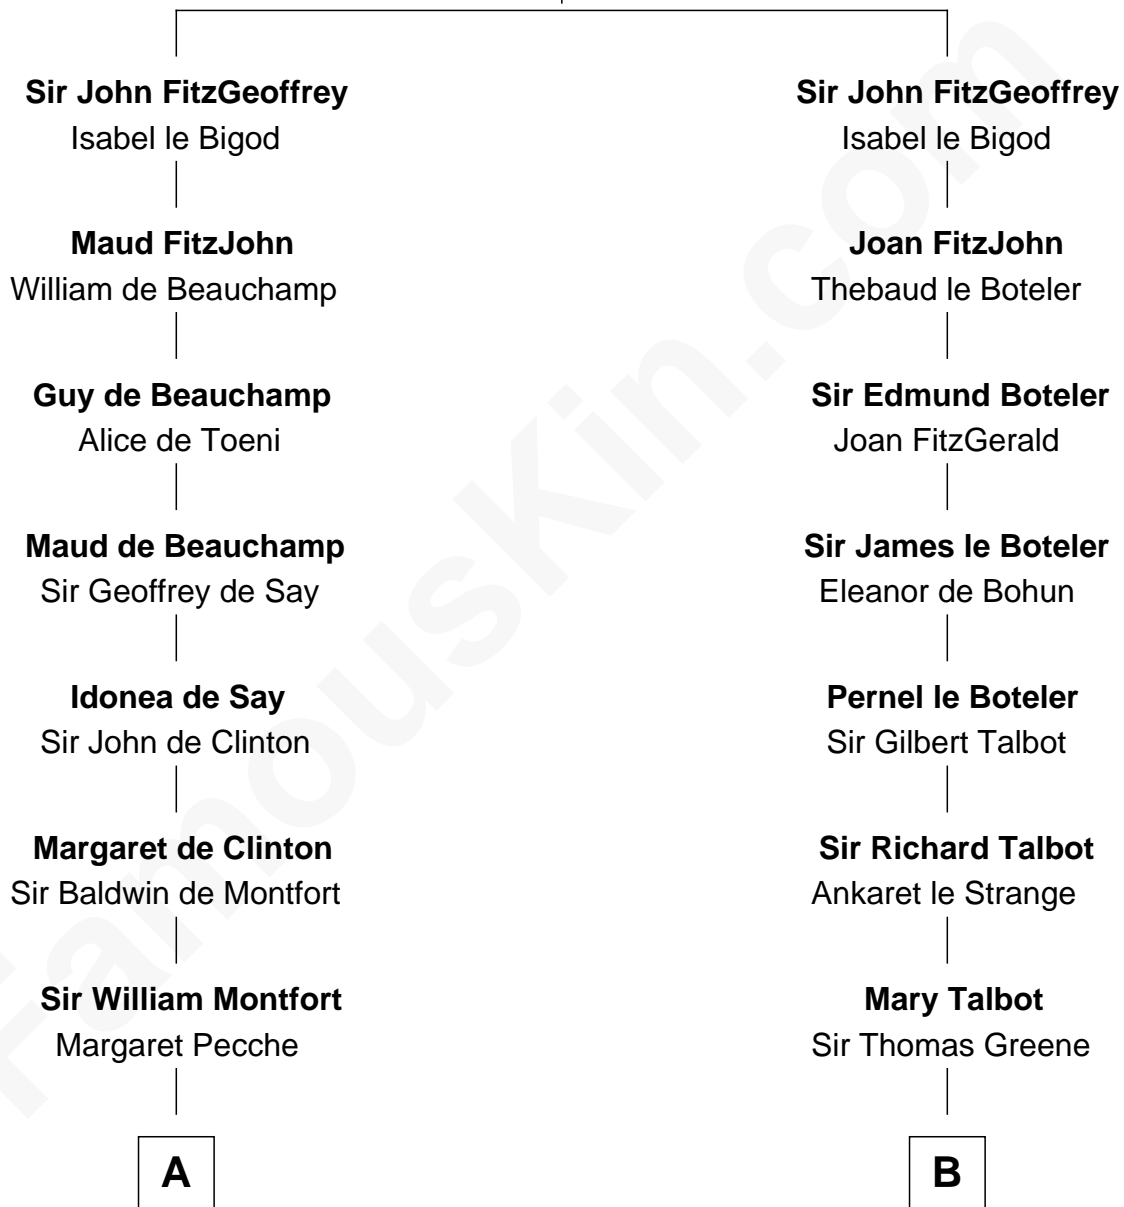 Sir John FitzGeoffrey
Isabel le Bigod
Maud FitzJohn
William de Beauchamp
Guy de Beauchamp
Alice de Toeni
Maud de Beauchamp
Sir Geoffrey de Say
Idonea de Say
Sir John de Clinton
Margaret de Clinton
Sir Baldwin de Montfort
Sir William Montfort
Margaret Pecche
A
Sir John FitzGeoffrey
Isabel le Bigod
Joan FitzJohn
Thebaud le Boteler
Sir Edmund Boteler
Joan FitzGerald
Sir James le Boteler
Eleanor de Bohun
Pernel le Boteler
Sir Gilbert Talbot
Sir Richard Talbot
Ankaret le Strange
Mary Talbot
Sir Thomas Greene
B
FamousKin.com